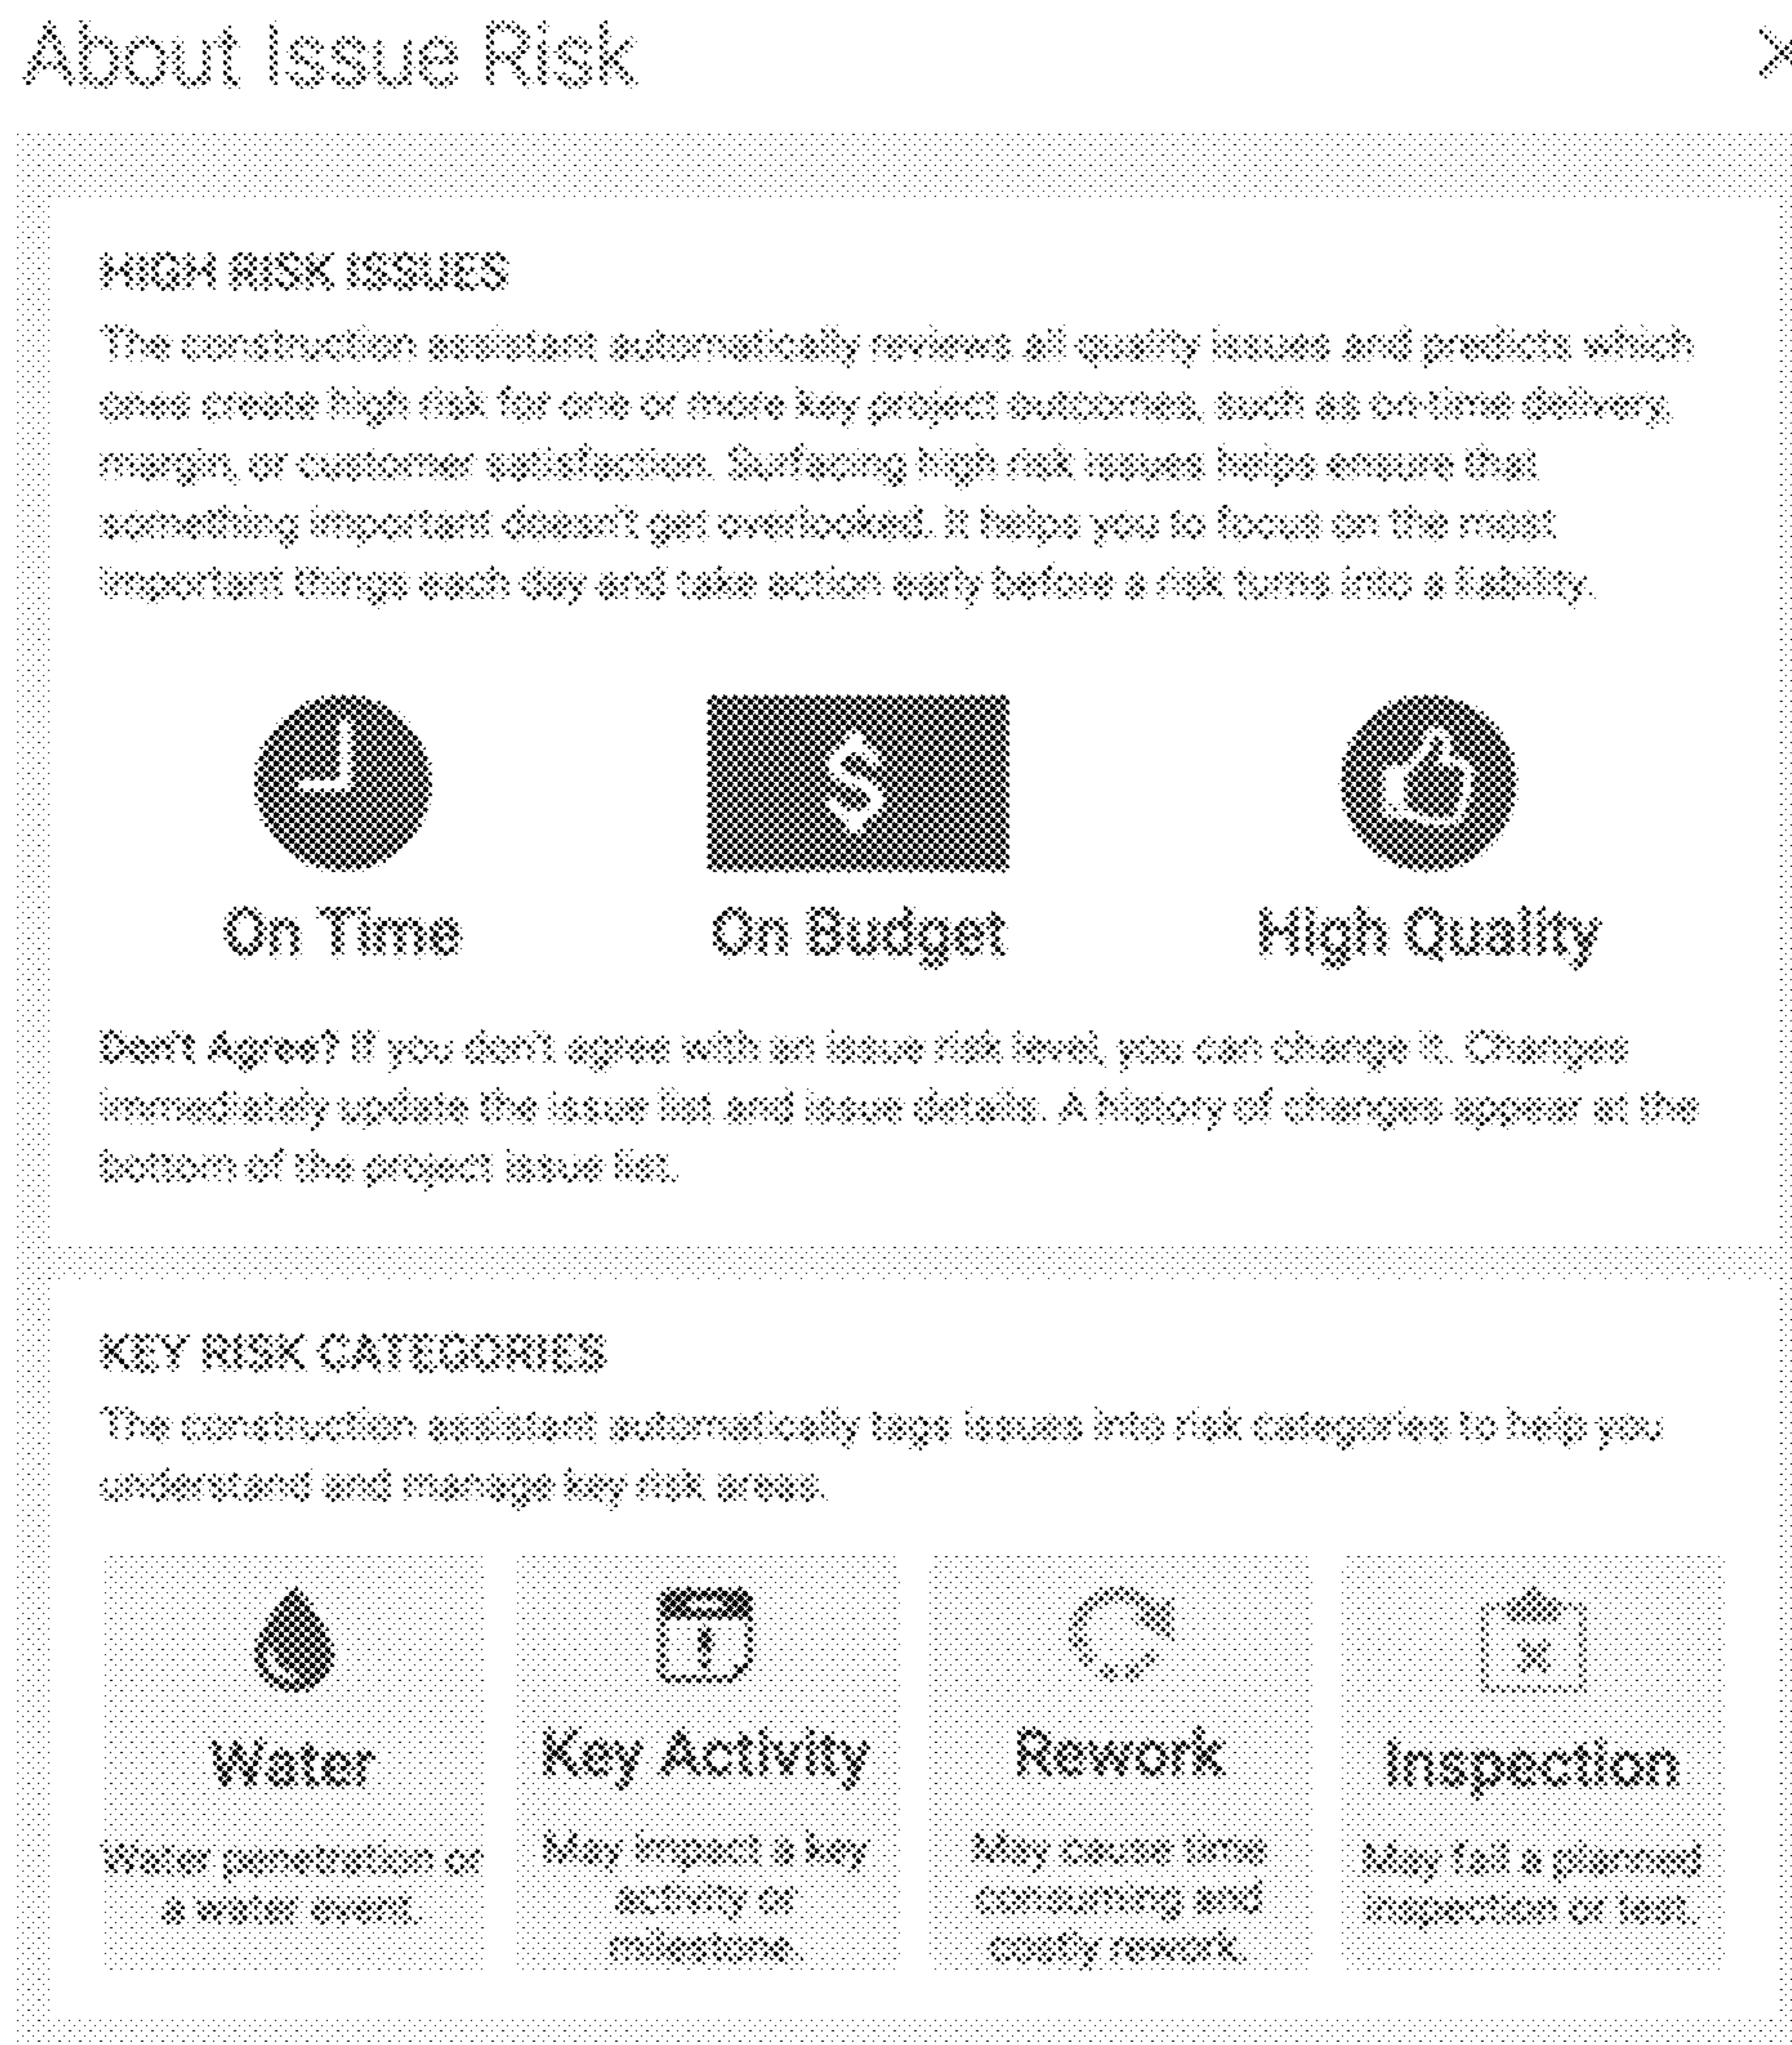 About Issue Risk
HIGH RISK ISSUES
The construction assistant automatically reviews all quality issues and predicts which
ones create high risk for one or more key project outcomes, such as on-time delivery,
margin, or customer satisfaction. Surfacing high risk issues helps ensure that
something important doesn't get overlooked. It helps you to focus on the most
important things each day and take action early before a risk turns into a liability.
On Time
On Budget
High Quality
Don't Agree? If you don't agree with an issue risk level, you can change it. Changes
immediately update the issue list and issue details. A history of changes appear at the
bottom of the project issue list.
KEY RISK CATEGORIES
The construction assistant automatically tags issues into risk categories to help you
understand and manage key risk areas.
Water
Water penetration or
a water event.
Key Activity
May impact a key
activity or
milestone.
Rework
May cause time
consuming and
costly rework.
Inspection
May fail a planned
inspection or test.